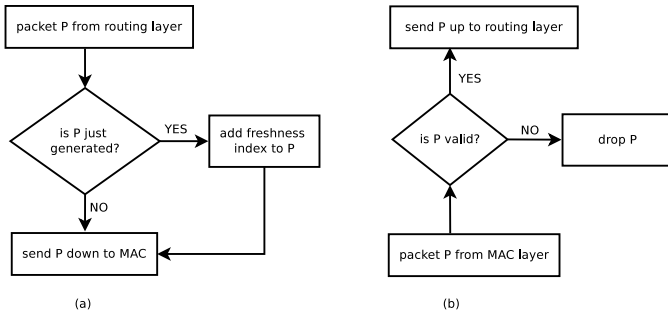 packet P from routing layer
is P just
generated?
YES
add freshness
index to P
NO
send P down to MAC
(a)
send P up to routing layer
YES
is P valid?
NO
drop P
packet P from MAC layer
(b)